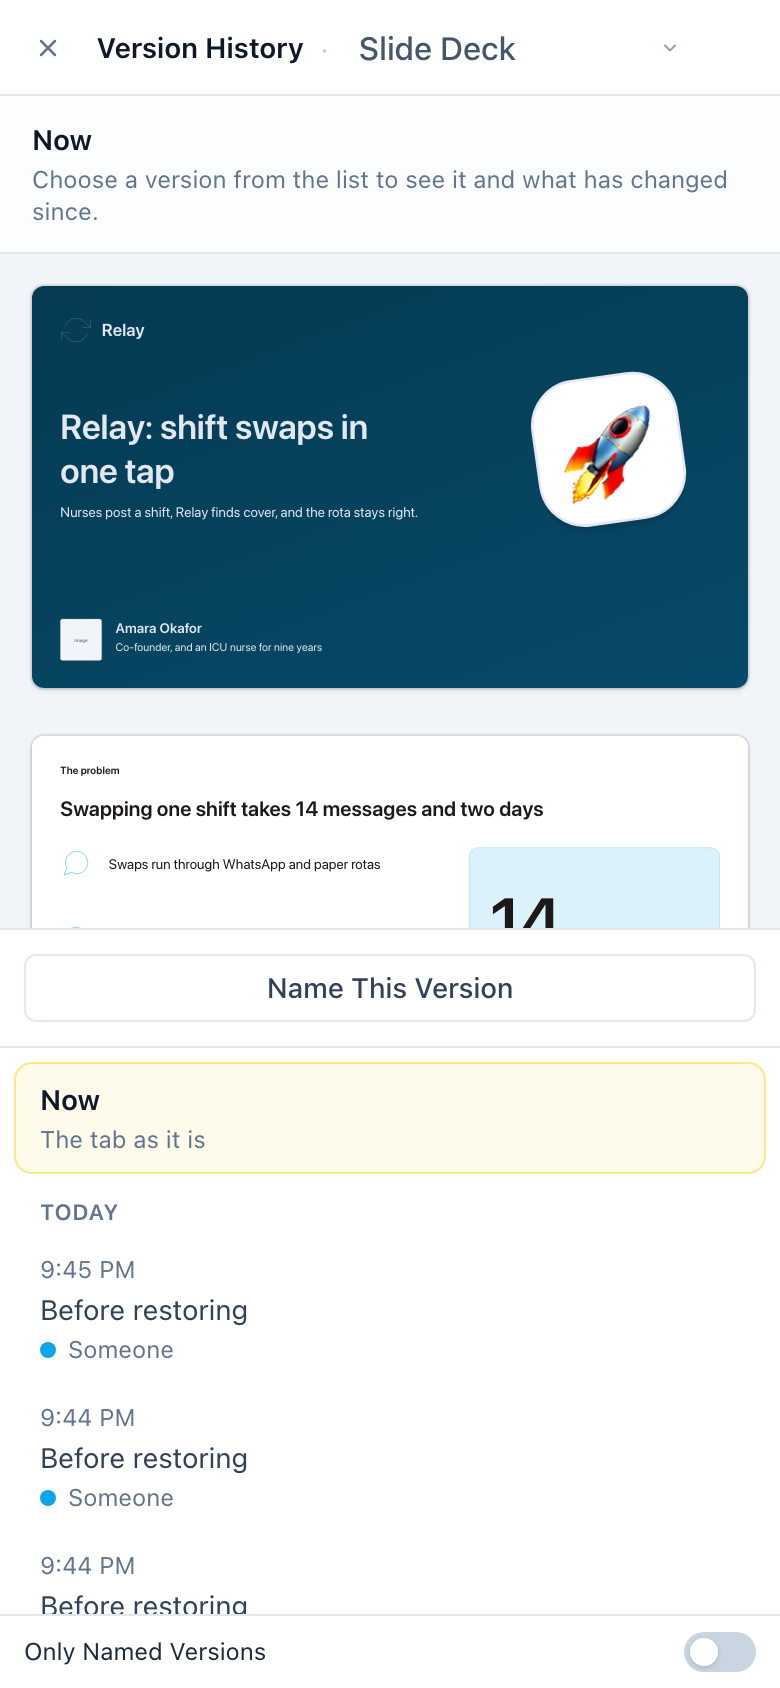 Version History · Slide Deck
Now
Choose a version from the list to see it and what has changed
since.
Relay
Relay: shift swaps in
one tap
Nurses post a shift, Relay finds cover, and the rota stays right.
Image
Amara Okafor
Co-founder, and an ICU nurse for nine years
The problem
Swapping one shift takes 14 messages and two days
Swaps run through WhatsApp and paper rotas
14
Name This Version
Now
The tab as it is
TODAY
9:45 PM
Before restoring
Someone
9:44 PM
Before restoring
Someone
9:44 PM
Before restoring
Only Named Versions